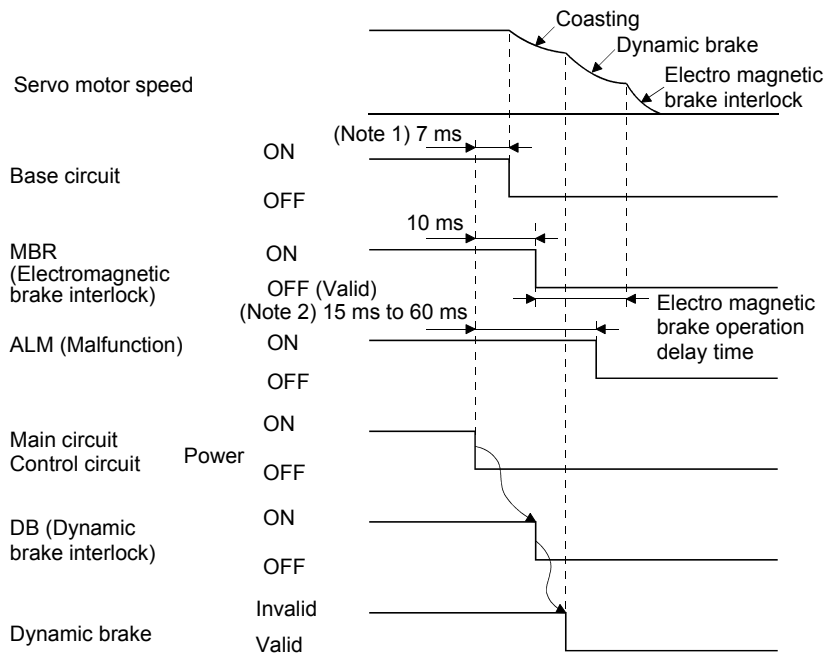 Coasting
Dynamic brake
Electro magnetic
brake interlock
Servo motor speed
(Note 1) 7 ms
Base circuit
ON
OFF
10 ms
MBR
(Electromagnetic
brake interlock)
ON
OFF (Valid)
Electro magnetic
brake operation
delay time
(Note 2) 15 ms to 60 ms
ALM (Malfunction)
ON
OFF
Main circuit
Control circuit
Power
ON
OFF
DB (Dynamic
brake interlock)
ON
OFF
Dynamic brake
Invalid
Valid